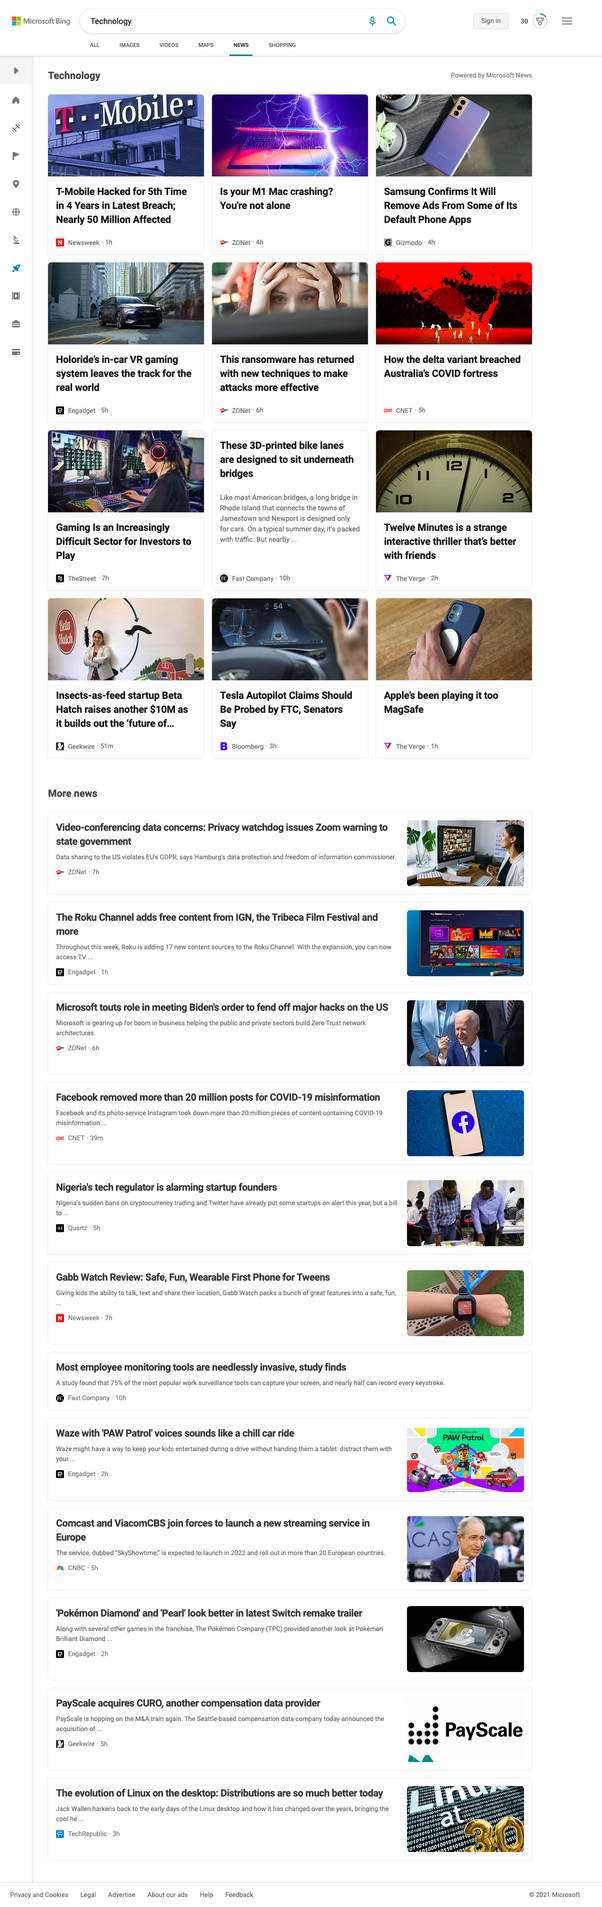 Microsoft Bing
Technology
Sign in
30
ALL
IMAGES
VIDEOS
MAPS
NEWS
SHOPPING
Technology
Powered by Microsoft News
T Mobile
T-Mobile Hacked for 5th Time
in 4 Years in Latest Breach;
Nearly 50 Million Affected
Newsweek · 1h
Is your M1 Mac crashing?
You're not alone
ZDNet · 4h
Samsung Confirms It Will
Remove Ads From Some of Its
Default Phone Apps
Gizmodo · 4h
Holoride's in-car VR gaming
system leaves the track for the
real world
Engadget · 5h
This ransomware has returned
with new techniques to make
attacks more effective
ZDNet · 6h
How the delta variant breached
Australia's COVID fortress
CNET · 5h
Gaming Is an Increasingly
Difficult Sector for Investors to
Play
TheStreet · 7h
These 3D-printed bike lanes
are designed to sit underneath
bridges
Like most American bridges, a long bridge in
Rhode Island that connects the towns of
Jamestown and Newport is designed only
for cars. On a typical summer day, it's packed
with traffic. But nearby ...
Fast Company · 10h
10 11 12 1
Twelve Minutes is a strange
interactive thriller that's better
with friends
The Verge · 2h
Beta
Hatch
Insects-as-feed startup Beta
Hatch raises another $10M as
it builds out the 'future of...
Geekwire · 51m
54
Tesla Autopilot Claims Should
Be Probed by FTC, Senators
Say
Bloomberg · 3h
Apple's been playing it too
MagSafe
The Verge · 1h
More news
Video-conferencing data concerns: Privacy watchdog issues Zoom warning to
state government
Data sharing to the US violates EU's GDPR, says Hamburg's data protection and freedom of information commissioner.
ZDNet · 7h
The Roku Channel adds free content from IGN, the Tribeca Film Festival and
more
Throughout this week, Roku is adding 17 new content sources to the Roku Channel. With the expansion, you can now
access TV ...
Engadget · 1h
Microsoft touts role in meeting Biden's order to fend off major hacks on the US
Microsoft is gearing up for boom in business helping the public and private sectors build Zero Trust network
architectures.
ZDNet · 6h
Facebook removed more than 20 million posts for COVID-19 misinformation
Facebook and its photo-service Instagram took down more than 20 million pieces of content containing COVID-19
misinformation ...
CNET · 39m
Nigeria's tech regulator is alarming startup founders
Nigeria's sudden bans on cryptocurrency trading and Twitter have already put some startups on alert this year, but a bill
to ...
Quartz · 5h
Gabb Watch Review: Safe, Fun, Wearable First Phone for Tweens
Giving kids the ability to talk, text and share their location, Gabb Watch packs a bunch of great features into a safe, fun,
...
Newsweek · 7h
Most employee monitoring tools are needlessly invasive, study finds
A study found that 75% of the most popular work surveillance tools can capture your screen, and nearly half can record every keystroke.
Fast Company · 10h
Waze with 'PAW Patrol' voices sounds like a chill car ride
Waze might have a way to keep your kids entertained during a drive without handing them a tablet: distract them with
your ...
Engadget · 2h
PAW Patrol
Comcast and ViacomCBS join forces to launch a new streaming service in
Europe
The service, dubbed "SkyShowtime," is expected to launch in 2022 and roll out in more than 20 European countries.
CNBC · 5h
CAS
'Pokémon Diamond' and 'Pearl' look better in latest Switch remake trailer
Along with several other games in the franchise, The Pokémon Company (TPC) provided another look at Pokémon
Brilliant Diamond ...
Engadget · 2h
PayScale acquires CURO, another compensation data provider
PayScale is hopping on the M&A train again. The Seattle-based compensation data company today announced the
acquisition of ...
Geekwire · 5h
PayScale
The evolution of Linux on the desktop: Distributions are so much better today
Jack Wallen harkens back to the early days of the Linux desktop and how it has changed over the years, bringing the
cool he ...
TechRepublic · 3h
Linux
at
30
Privacy and Cookies
Legal
Advertise
About our ads
Help
Feedback
© 2021 Microsoft